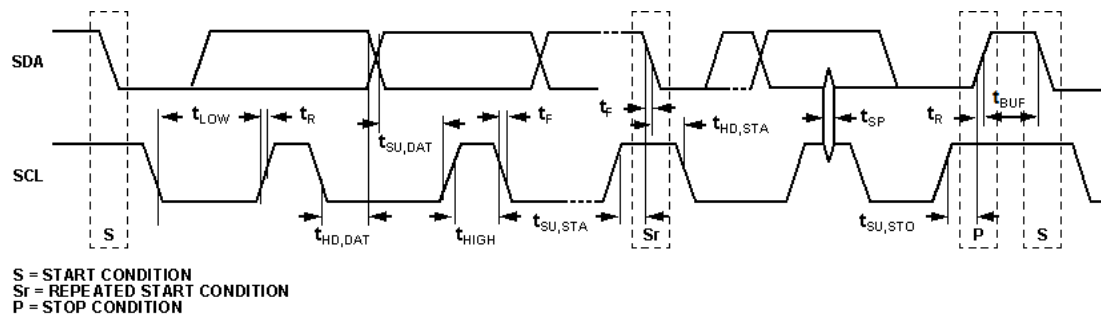 SDA
tLOW tR tSU,DAT tF tF tHD,STA tSP tR tBUF
SCL
S tHD,DAT tHIGH tSU,STA Sr tSU,STO P S
S = START CONDITION
Sr = REPEATED START CONDITION
P = STOP CONDITION